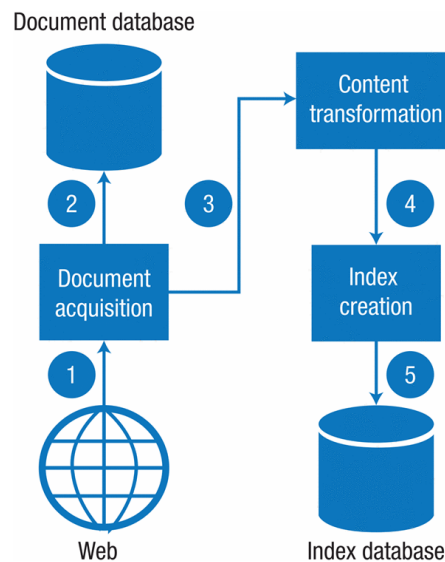 Document database
Content
transformation
2
3
4
Document
acquisition
Index
creation
1
5
Web
Index database